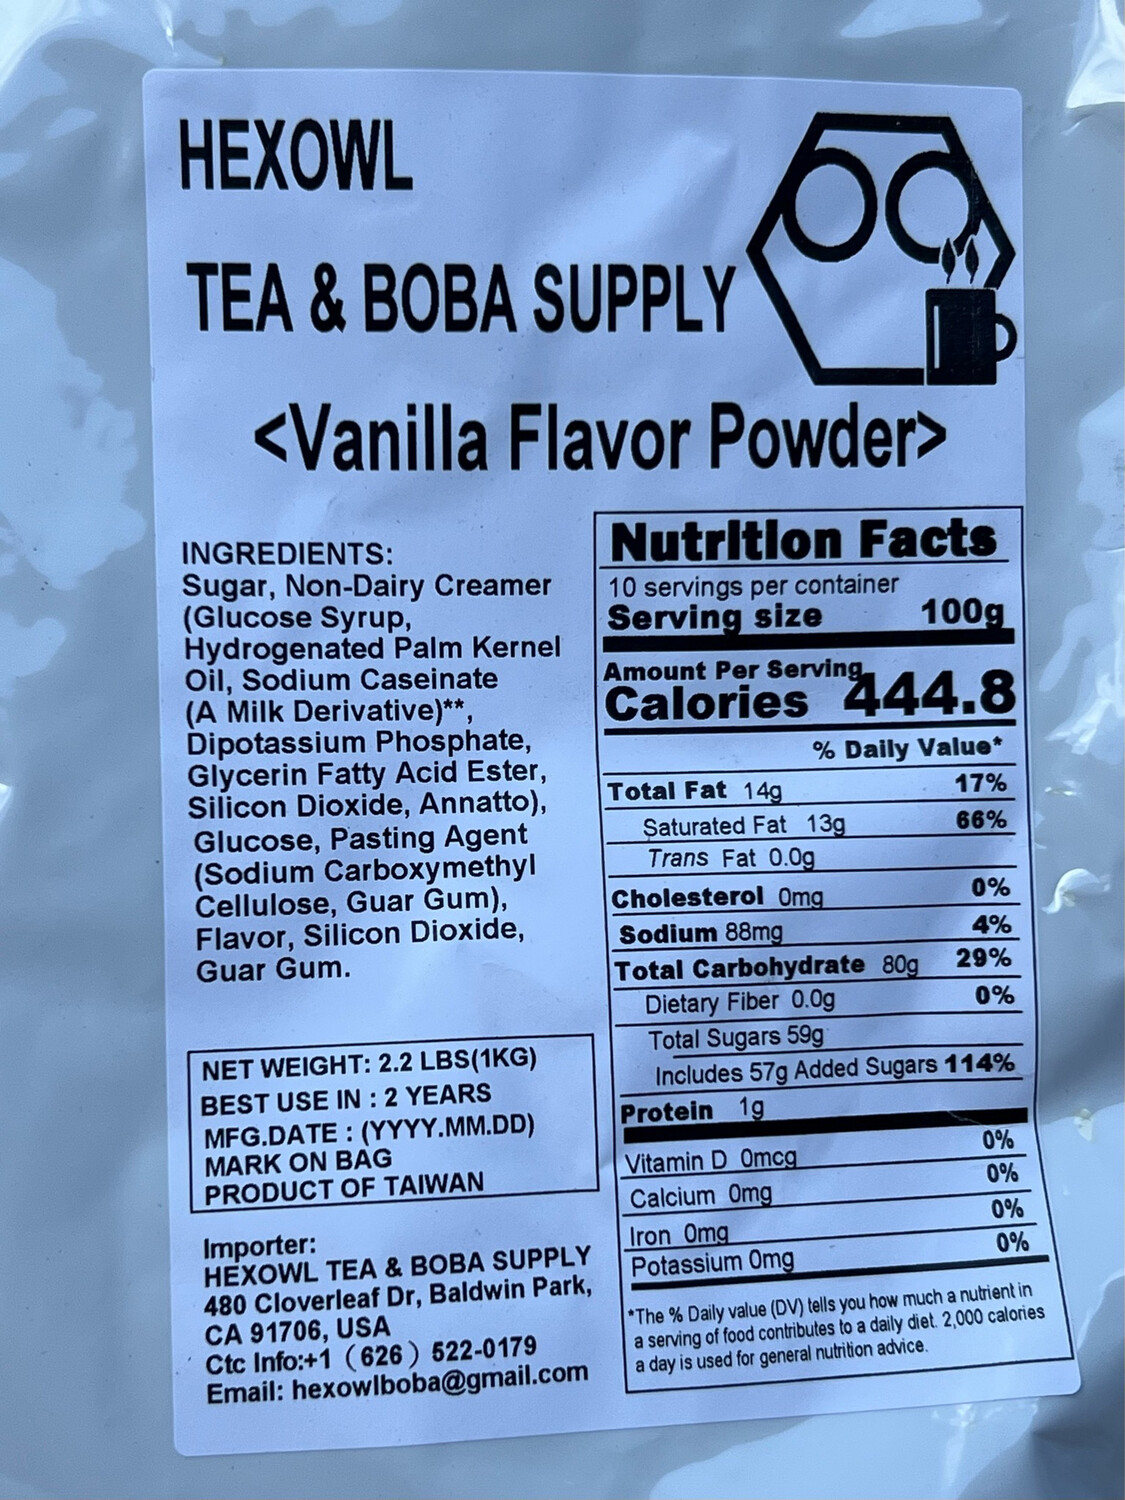 HEXOWL
TEA & BOBA SUPPLY
<Vanilla Flavor Powder>
INGREDIENTS:
Sugar, Non-Dairy Creamer
(Glucose Syrup,
Hydrogenated Palm Kernel
Oil, Sodium Caseinate
(A Milk Derivative)**,
Dipotassium Phosphate,
Glycerin Fatty Acid Ester,
Silicon Dioxide, Annatto),
Glucose, Pasting Agent
(Sodium Carboxymethyl
Cellulose, Guar Gum),
Flavor, Silicon Dioxide,
Guar Gum.
NET WEIGHT: 2.2 LBS(1KG)
BEST USE IN : 2 YEARS
MFG.DATE : (YYYY.MM.DD)
MARK ON BAG
PRODUCT OF TAIWAN
Importer:
HEXOWL TEA & BOBA SUPPLY
480 Cloverleaf Dr, Baldwin Park,
CA 91706, USA
Ctc Info:+1 (626) 522-0179
Email: hexowlboba@gmail.com
Nutrition Facts
10 servings per container
Serving size 100g
Amount Per Serving
Calories 444.8
% Daily Value*
Total Fat 14g 17%
Saturated Fat 13g 66%
Trans Fat 0.0g
Cholesterol 0mg 0%
Sodium 88mg 4%
Total Carbohydrate 80g 29%
Dietary Fiber 0.0g 0%
Total Sugars 59g
Includes 57g Added Sugars 114%
Protein 1g
Vitamin D 0mcg 0%
Calcium 0mg 0%
Iron 0mg 0%
Potassium 0mg 0%
*The % Daily value (DV) tells you how much a nutrient in
a serving of food contributes to a daily diet. 2,000 calories
a day is used for general nutrition advice.